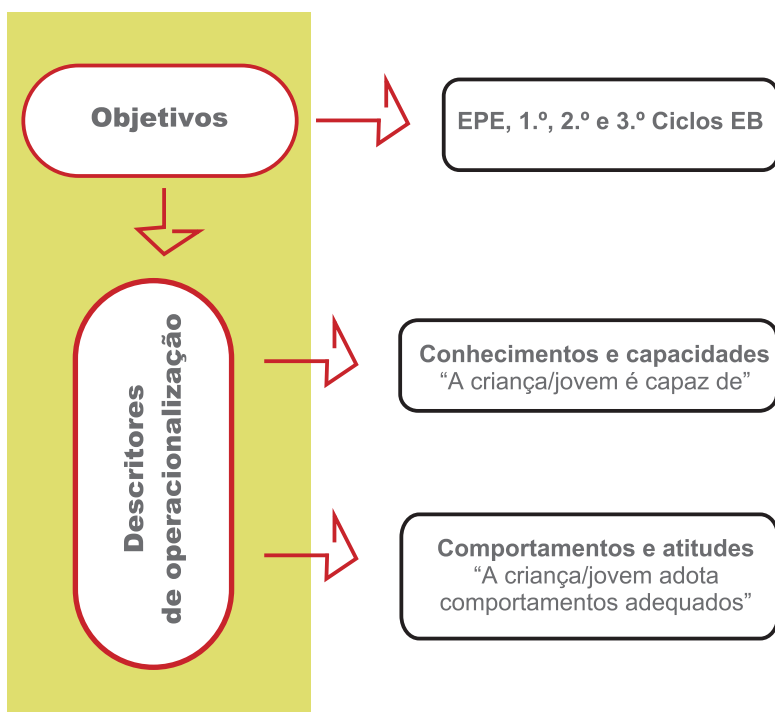 Objetivos
EPE, 1.º, 2.º e 3.º Ciclos EB
Descritores
de operacionalização
Conhecimentos e capacidades
“A criança/jovem é capaz de”
Comportamentos e atitudes
“A criança/jovem adota
comportamentos adequados”